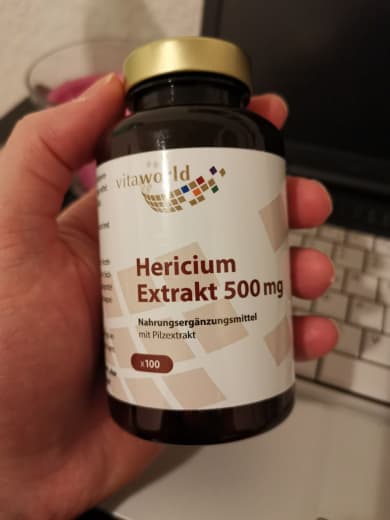 vitaworld
Hericium
Extrakt 500 mg
Nahrungsergänzungsmittel
mit Pilzextrakt
x100